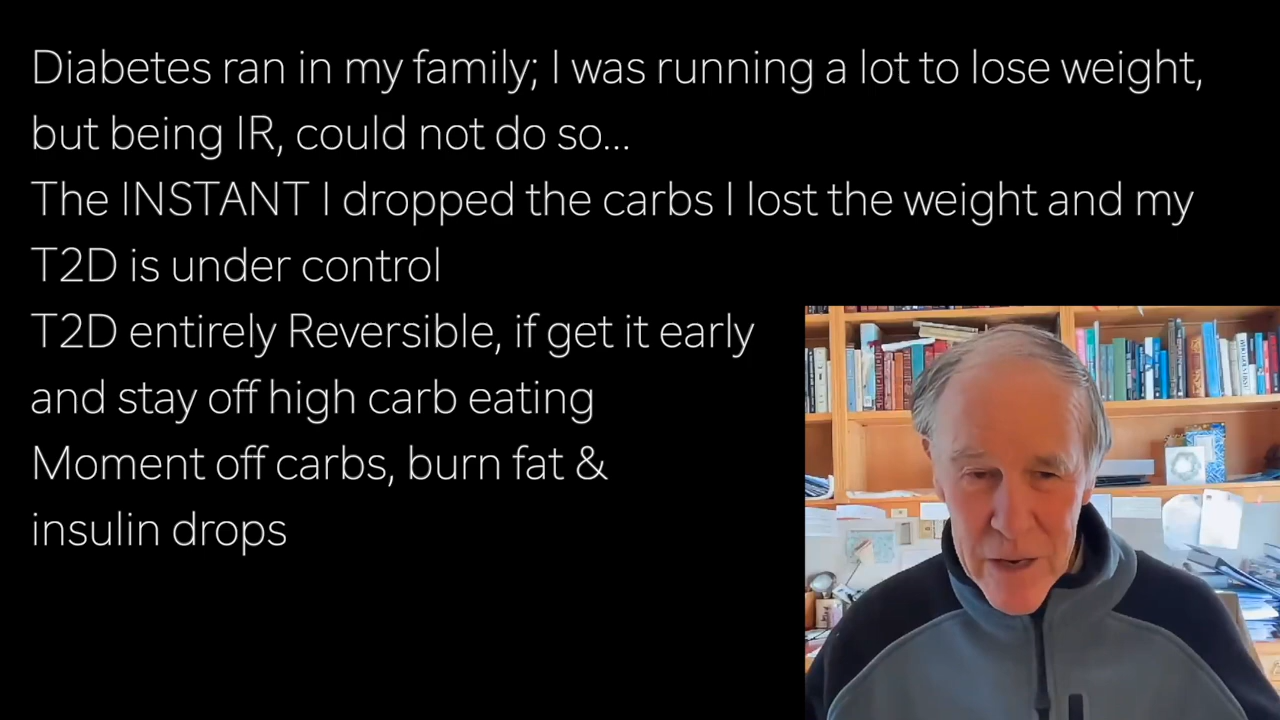 Diabetes ran in my family; I was running a lot to lose weight,
but being IR, could not do so...
The INSTANT I dropped the carbs I lost the weight and my
T2D is under control
T2D entirely Reversible, if get it early
and stay off high carb eating
Moment off carbs, burn fat &
insulin drops